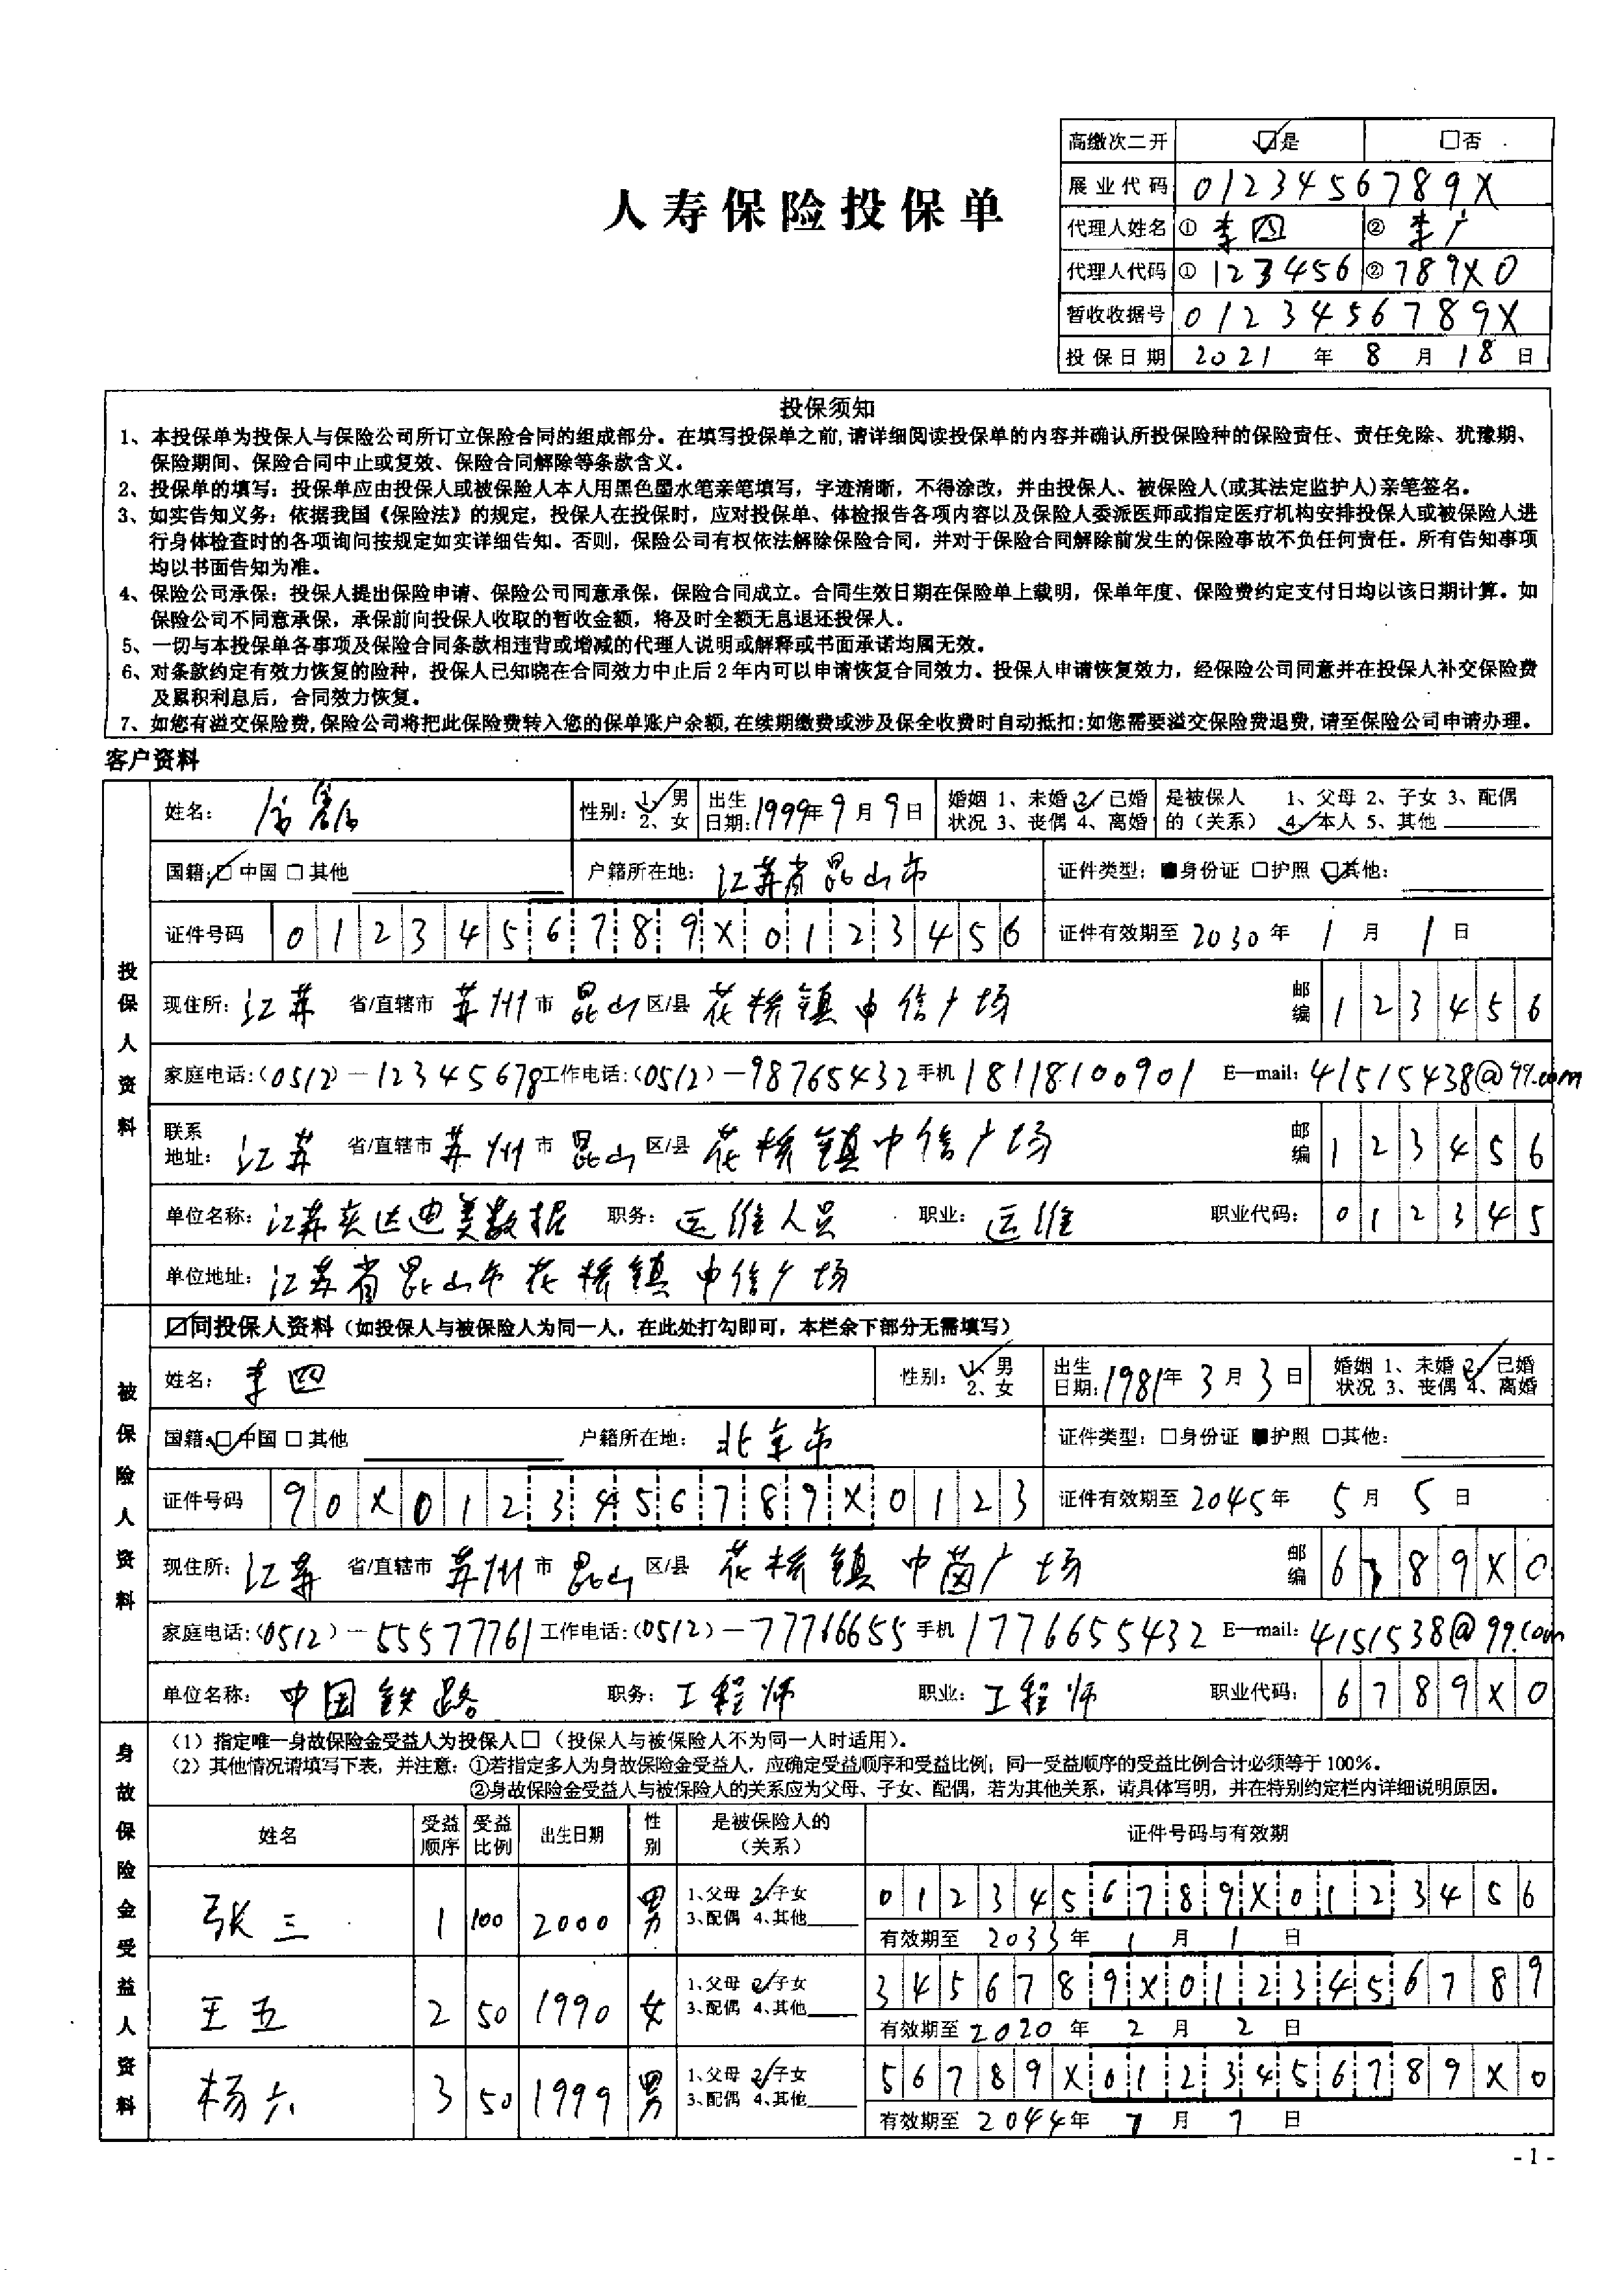 高缴次二开 ☑是 □否
展业代码 0123456789X
人寿保险投保单
代理人姓名 ① 李四 ② 李广
代理人代码 ① 123456 ② 789X0
暂收收据号 0123456789X
投保日期 2021 年 8 月 18 日
投保须知
1、本投保单为投保人与保险公司所订立保险合同的组成部分。在填写投保单之前,请详细阅读投保单的内容并确认所投保险种的保险责任、责任免除、犹豫期、
保险期间、保险合同中止或复效、保险合同解除等条款含义。
2、投保单的填写：投保单应由投保人或被保险人本人用黑色墨水笔亲笔填写，字迹清晰，不得涂改，并由投保人、被保险人(或其法定监护人)亲笔签名。
3、如实告知义务：依据我国《保险法》的规定，投保人在投保时，应对投保单、体检报告各项内容以及保险人委派医师或指定医疗机构安排投保人或被保险人进
行身体检查时的各项询问按规定如实详细告知。否则，保险公司有权依法解除保险合同，并对于保险合同解除前发生的保险事故不负任何责任。所有告知事项
均以书面告知为准。
4、保险公司承保：投保人提出保险申请、保险公司同意承保，保险合同成立。合同生效日期在保险单上载明，保单年度、保险费约定支付日均以该日期计算。如
保险公司不同意承保，承保前向投保人收取的暂收金额，将及时全额无息退还投保人。
5、一切与本投保单各事项及保险合同条款相违背或增减的代理人说明或解释或书面承诺均属无效。
6、对条款约定有效力恢复的险种，投保人已知晓在合同效力中止后2年内可以申请恢复合同效力。投保人申请恢复效力，经保险公司同意并在投保人补交保险费
及累积利息后，合同效力恢复。
7、如您有溢交保险费,保险公司将把此保险费转入您的保单账户余额,在续期缴费或涉及保全收费时自动抵扣;如您需要溢交保险费退费,请至保险公司申请办理。
客户资料
投保人资料
姓名： 性别： 1、男 2、女 出生日期: 1999年 9 月 9 日 婚姻状况 1、未婚 2、已婚 3、丧偶 4、离婚 是被保人的（关系） 1、父母 2、子女 3、配偶 4、本人 5、其他
国籍: ☑中国 □其他 户籍所在地： 江苏省昆山市 证件类型： ■身份证 □护照 ☑其他：
证件号码 0123456789X0123456 证件有效期至 2030 年 1 月 1 日
现住所： 江苏 省/直辖市 苏州 市 昆山 区/县 花桥镇中信广场 邮编 123456
家庭电话：(0512)－12345678 工作电话：(0512)－98765432 手机 18118100901 E—mail: 41515438@99.com
联系地址： 江苏 省/直辖市 苏州 市 昆山 区/县 花桥镇中信广场 邮编 123456
单位名称： 江苏奕达迪美数据 职务： 运维人员 职业： 运维 职业代码： 012345
单位地址： 江苏省昆山市花桥镇中信广场
被保险人资料
☑同投保人资料（如投保人与被保险人为同一人，在此处打勾即可，本栏余下部分无需填写）
姓名： 李四 性别： 1、男 2、女 出生日期: 1981年 3 月 3 日 婚姻状况 1、未婚 2、已婚 3、丧偶 4、离婚
国籍: ☑中国 □其他 户籍所在地： 北京市 证件类型： □身份证 ■护照 □其他：
证件号码 90X0123456789X0123 证件有效期至 2045年 5 月 5 日
现住所： 江苏 省/直辖市 苏州 市 昆山 区/县 花桥镇中茵广场 邮编 6789X0
家庭电话：(0512)－55577761 工作电话：(0512)－77766655 手机 17766655432 E—mail: 4151538@99.com
单位名称： 中国铁路 职务： 工程师 职业： 工程师 职业代码： 6789X0
身故保险金受益人资料
（1）指定唯一身故保险金受益人为投保人□（投保人与被保险人不为同一人时适用）。
（2）其他情况请填写下表，并注意：①若指定多人为身故保险金受益人，应确定受益顺序和受益比例；同一受益顺序的受益比例合计必须等于100%。
②身故保险金受益人与被保险人的关系应为父母、子女、配偶，若为其他关系，请具体写明，并在特别约定栏内详细说明原因。
姓名 受益顺序 受益比例 出生日期 性别 是被保险人的（关系） 证件号码与有效期
张三 1 100 2000 男 1、父母 2、子女 3、配偶 4、其他 0123456789X0123456
有效期至 2033 年 1 月 1 日
王五 2 50 1990 女 1、父母 2、子女 3、配偶 4、其他 3456789X0123456789
有效期至 2020 年 2 月 2 日
杨六 3 50 1999 男 1、父母 2、子女 3、配偶 4、其他 56789X0123456789X0
有效期至 2044年 7 月 7 日
- 1 -